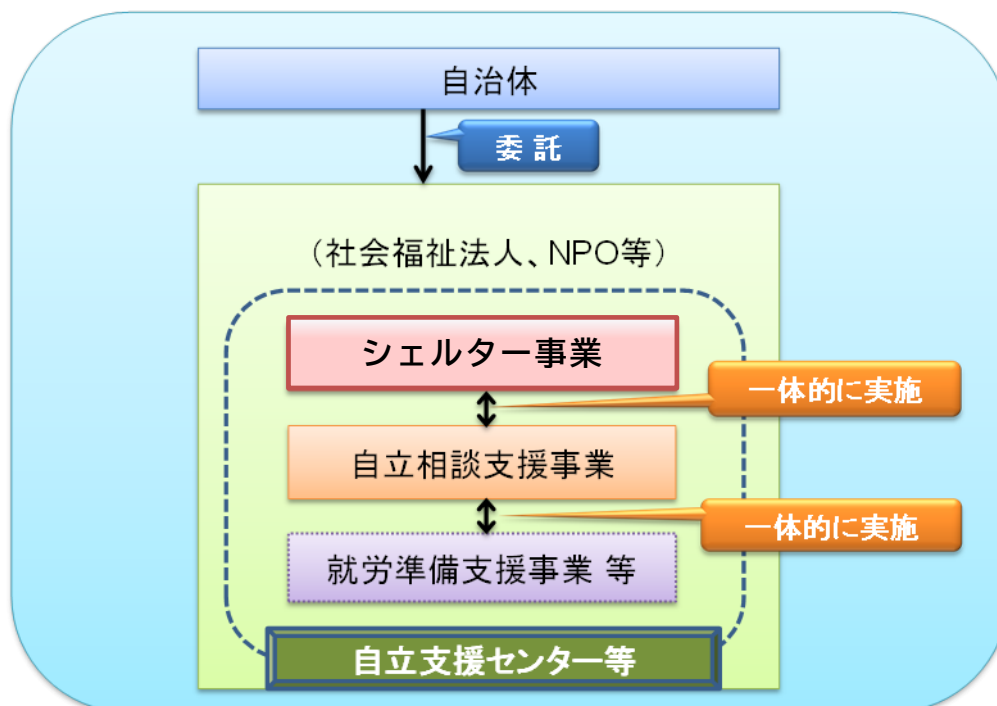 自治体
委託
（社会福祉法人、NPO等）
シェルター事業
一体的に実施
自立相談支援事業
一体的に実施
就労準備支援事業 等
自立支援センター等